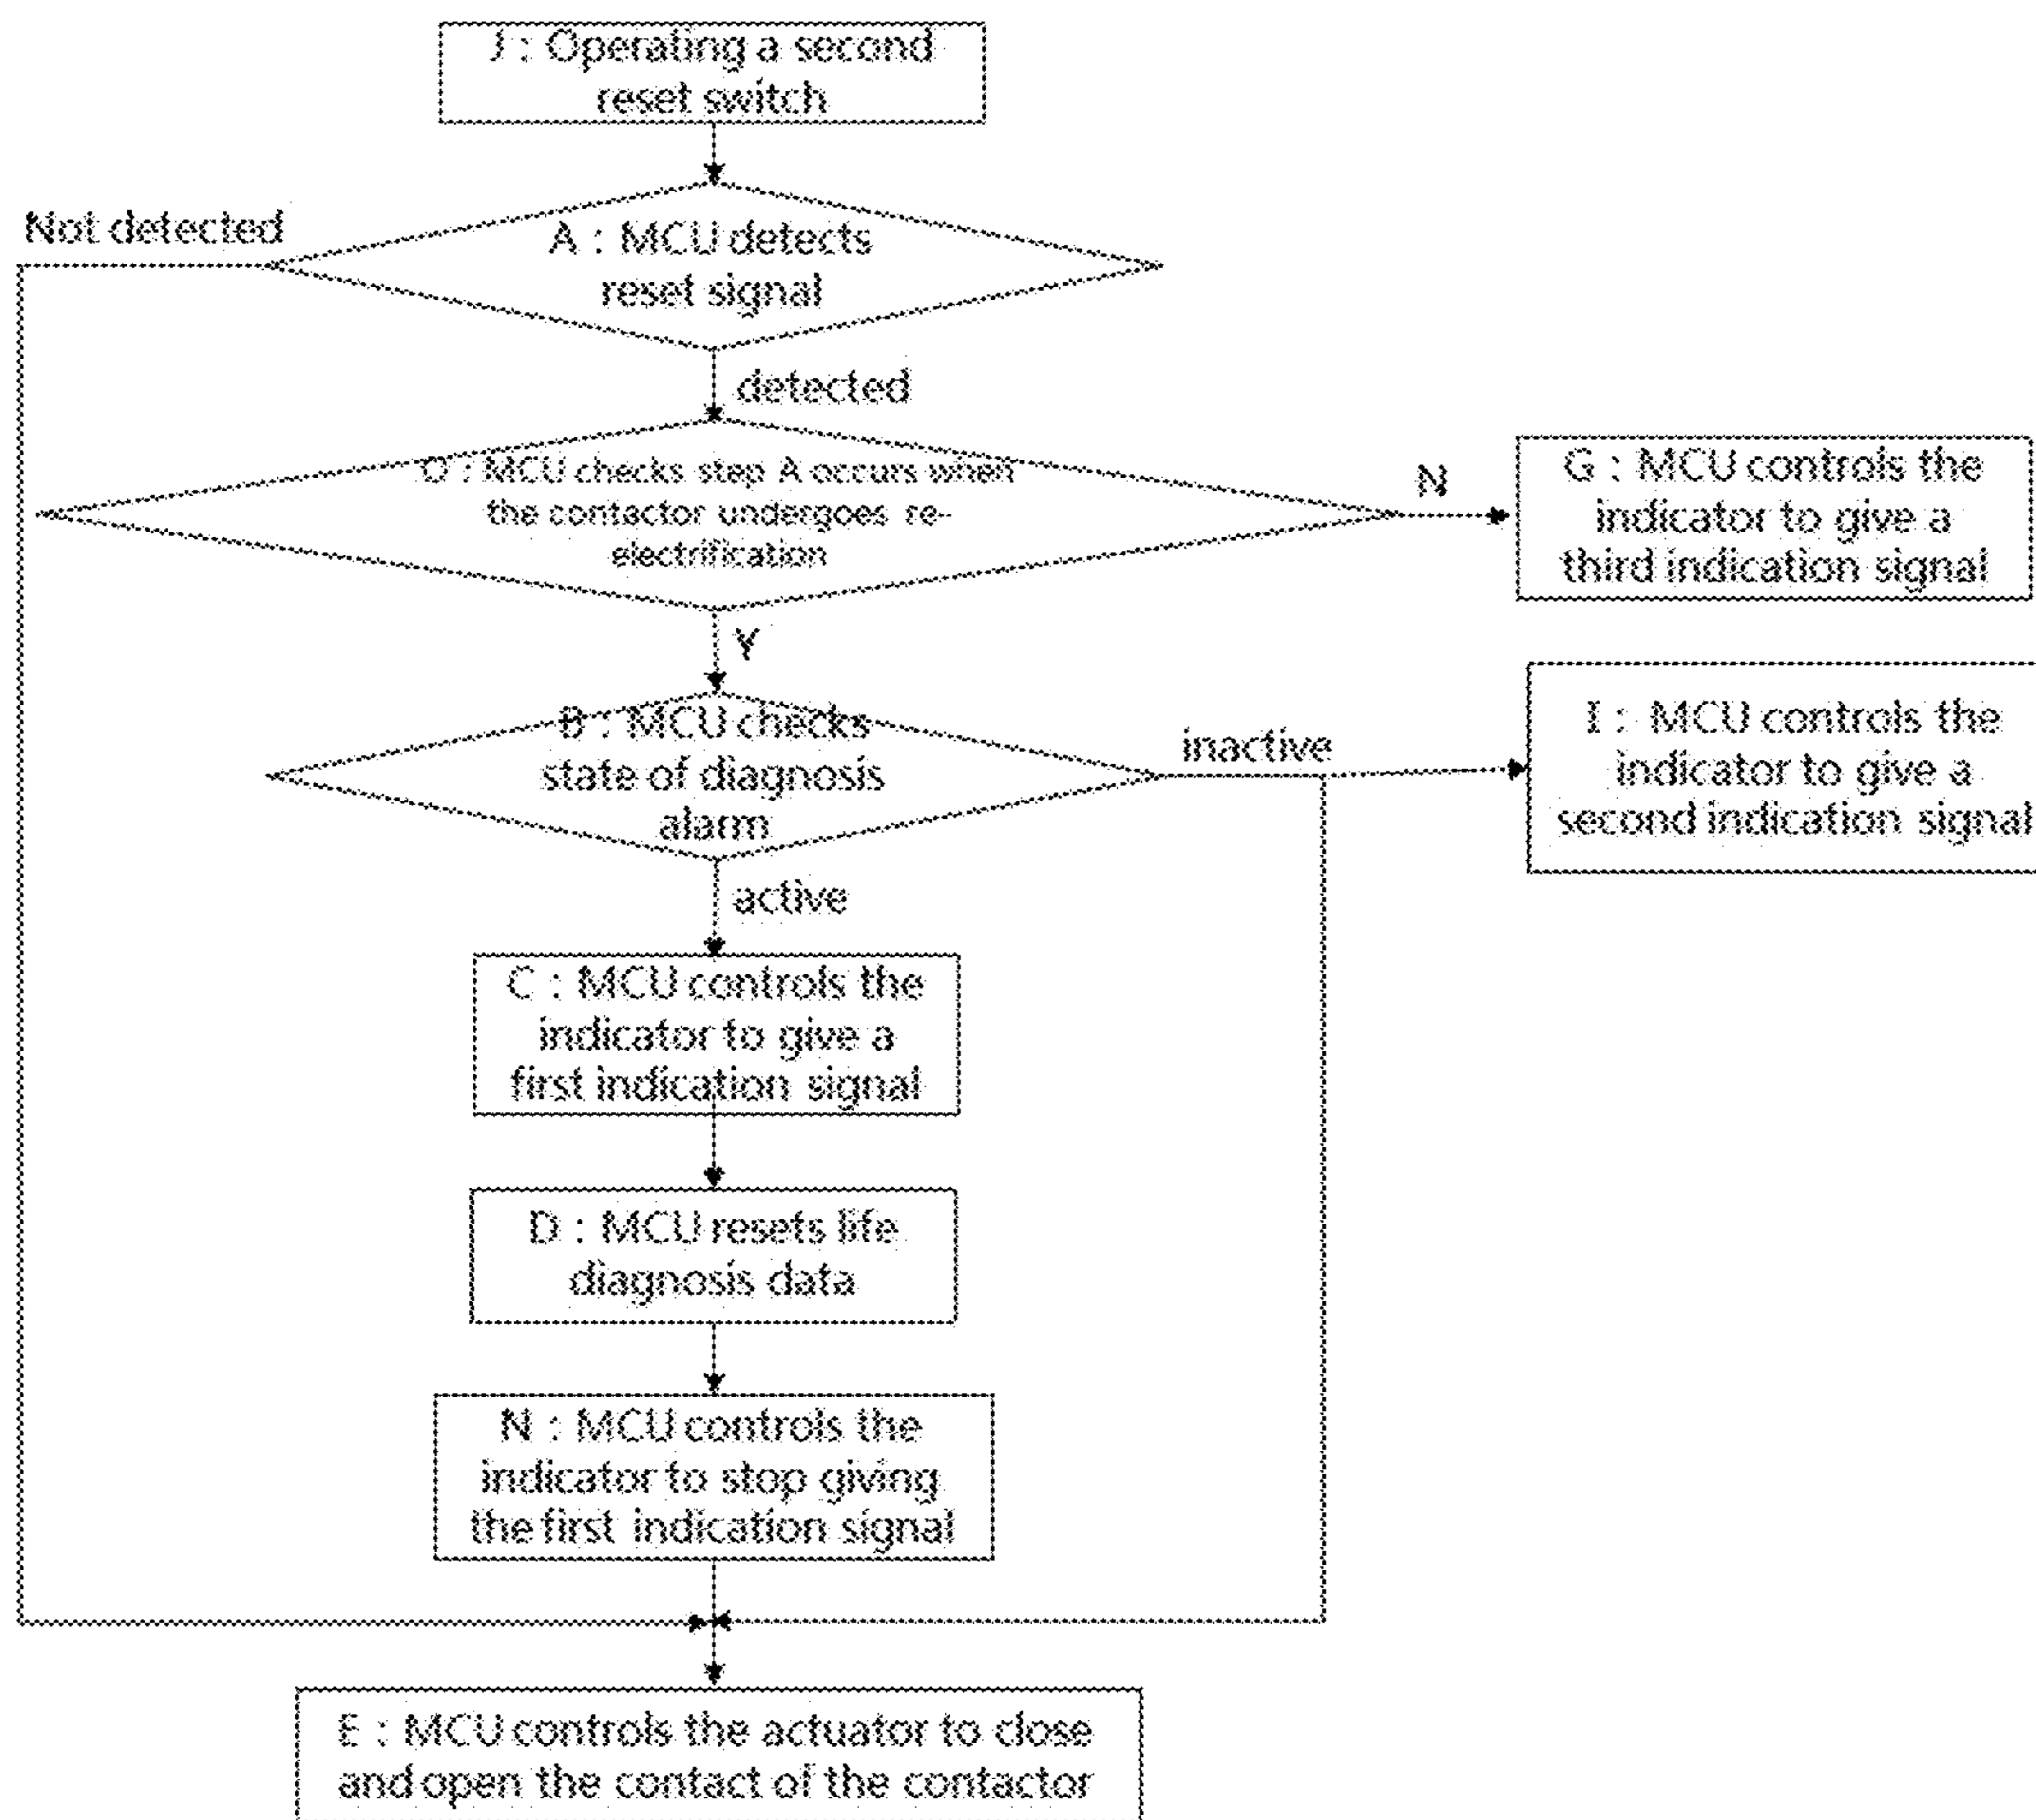 J : Operating a second
reset switch
Not detected
A : MCU detects
reset signal
detected
O : MCU checks step A occurs when
the contactor undergoes re-
electrification
N
G : MCU controls the
indicator to give a
third indication signal
Y
B : MCU checks
state of diagnosis
alarm
inactive
I : MCU controls the
indicator to give a
second indication signal
active
C : MCU controls the
indicator to give a
first indication signal
D : MCU resets life
diagnosis data
N : MCU controls the
indicator to stop giving
the first indication signal
E : MCU controls the actuator to close
and open the contact of the contactor